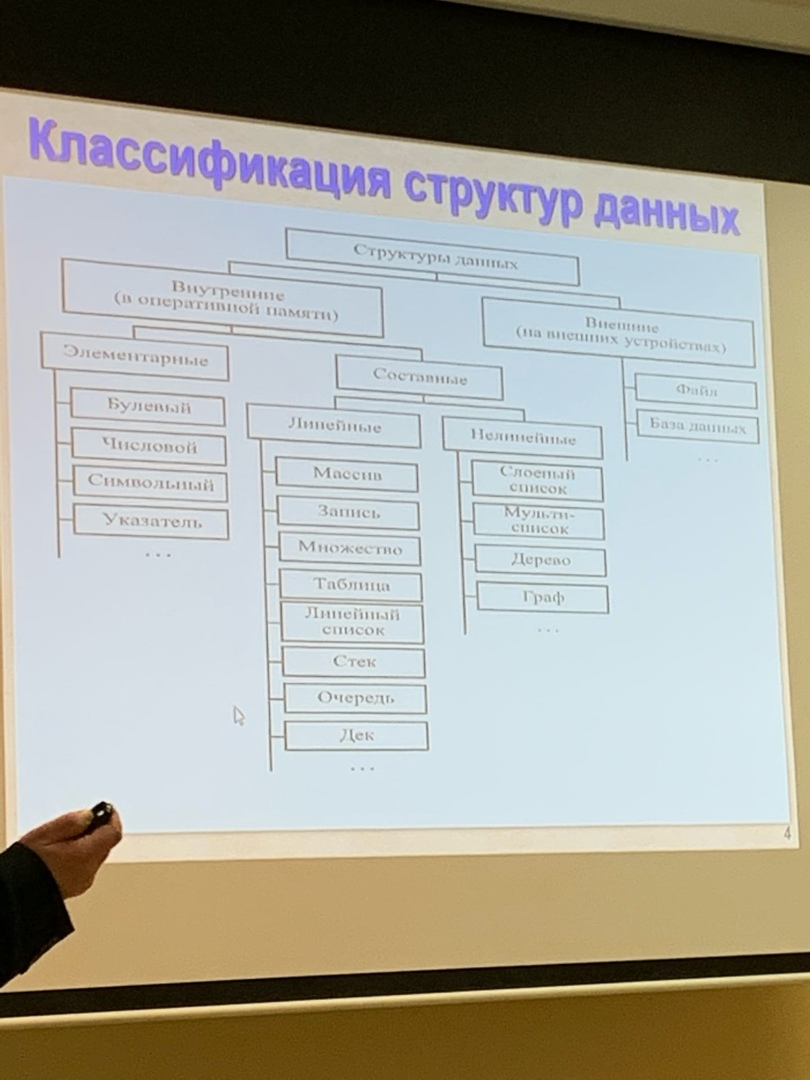 Классификация структур данных
Структуры данных
Внутренние
(в оперативной памяти)
Внешние
(на внешних устройствах)
Элементарные
Булевый
Числовой
Символьный
Указатель
...
Составные
Линейные
Массив
Запись
Множество
Таблица
Линейный
список
Стек
Очередь
Дек
...
Нелинейные
Слоеный
список
Мульти-
список
Дерево
Граф
...
Файл
База данных
...
4